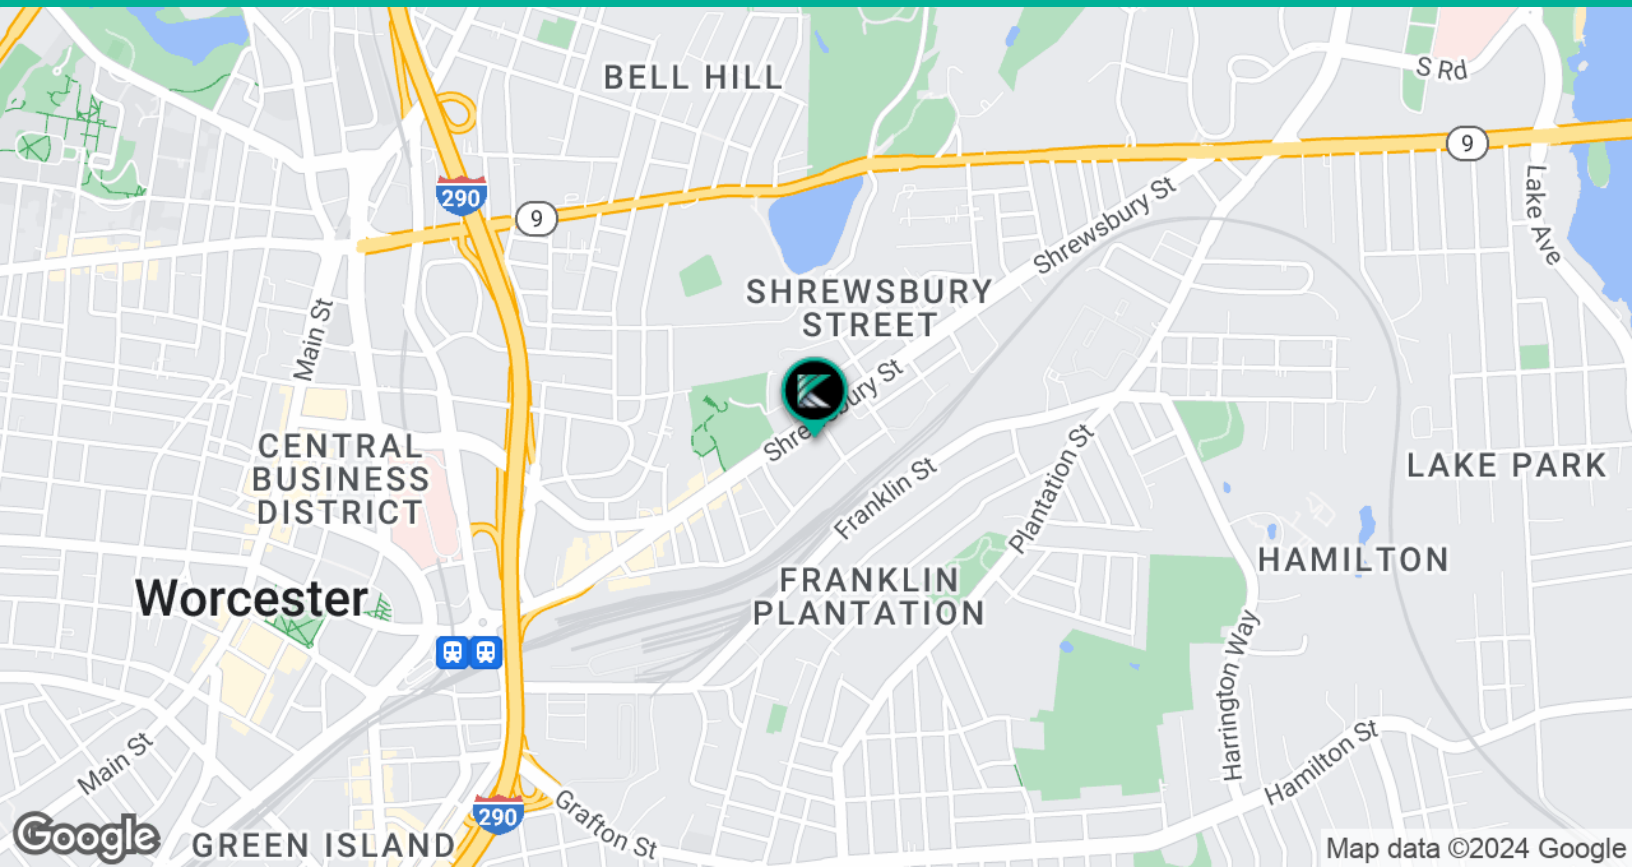 BELL HILL
S Rd
9
290
9
Lake Ave
Shrewsbury St
SHREWSBURY
STREET
Main St
Shrewsbury St
CENTRAL
BUSINESS
DISTRICT
Franklin St
Plantation St
LAKE PARK
HAMILTON
Worcester
FRANKLIN
PLANTATION
Harrington Way
Main St
Hamilton St
290
Grafton St
Google
GREEN ISLAND
Map data ©2024 Google